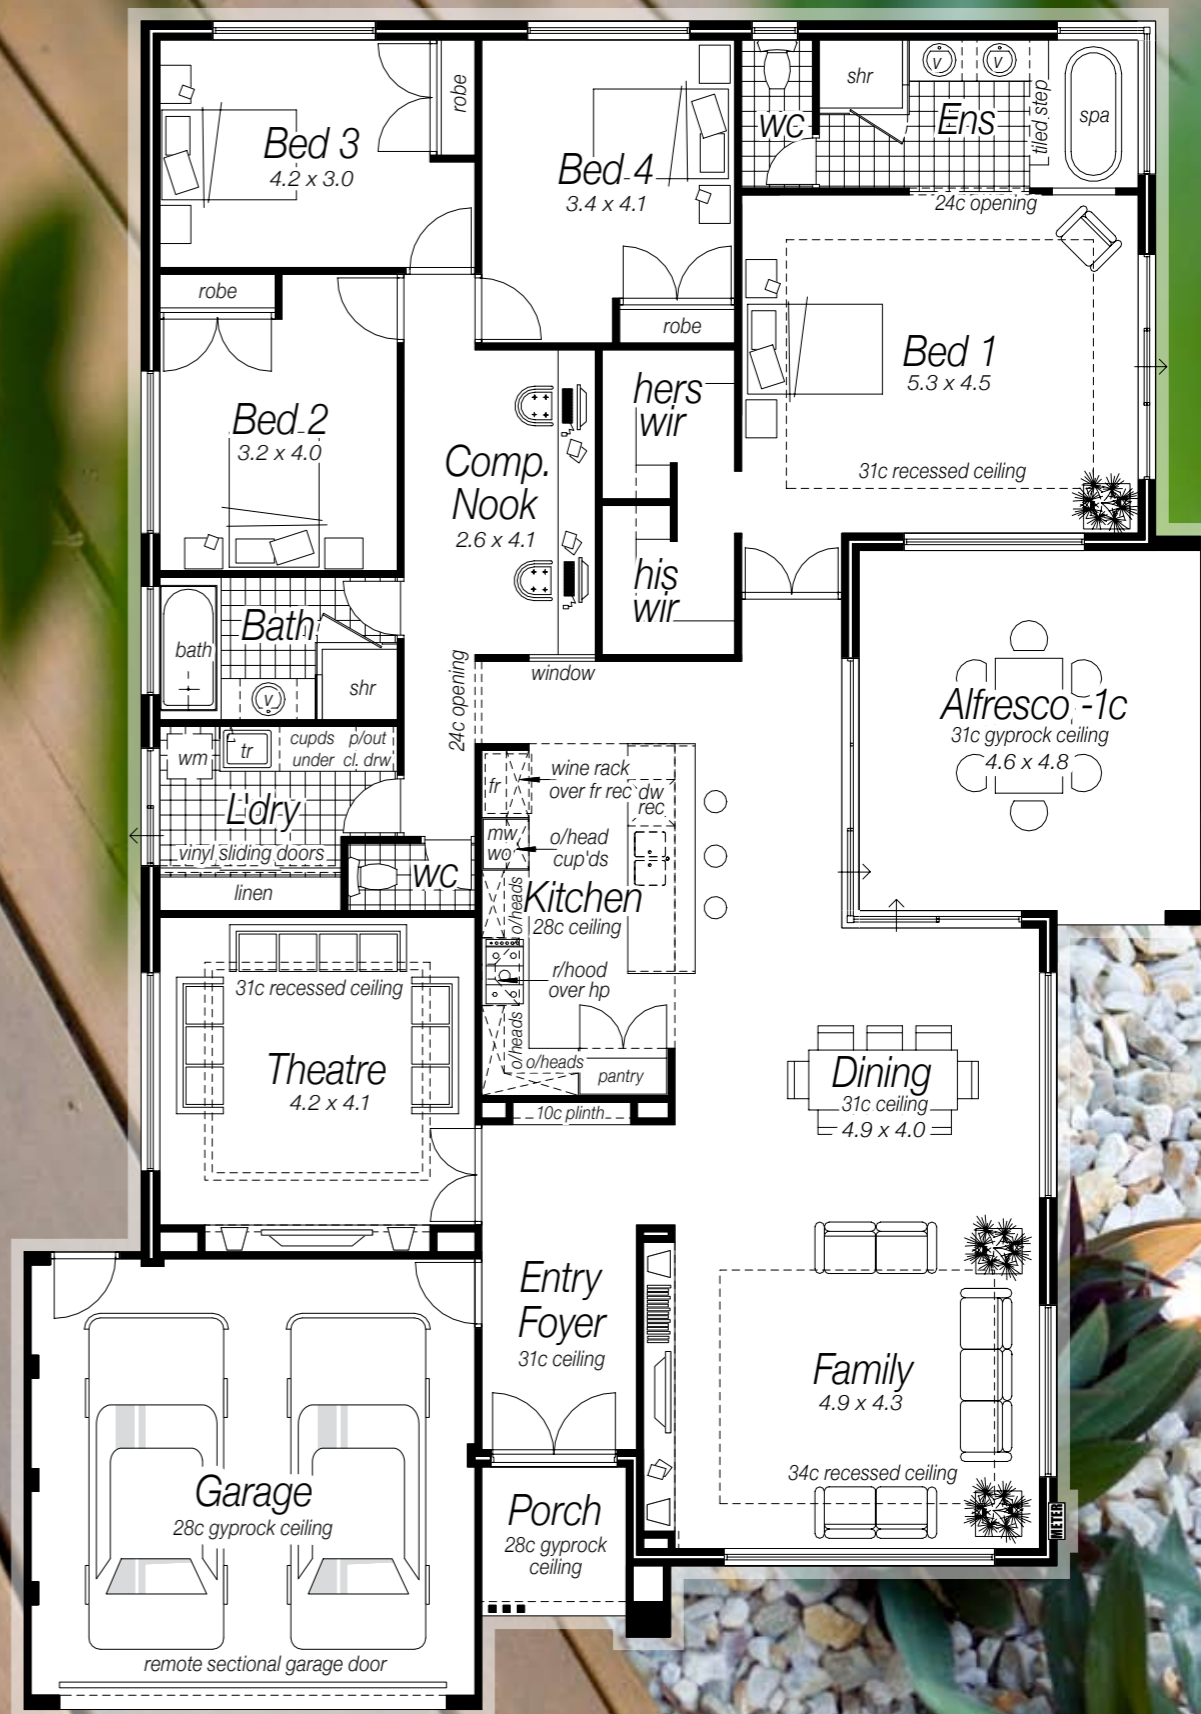 Bed 3
4.2 x 3.0
robe
Bed 4
3.4 x 4.1
robe
WC
shr
v
v
Ens
tiled step
spa
24c opening
robe
Bed 2
3.2 x 4.0
Comp.
Nook
2.6 x 4.1
hers
wir
his
wir
Bed 1
5.3 x 4.5
31c recessed ceiling
Bath
bath
v
shr
24c opening
window
Alfresco -1c
31c gyprock ceiling
4.6 x 4.8
wm
tr
cupds
under
p/out
cl. drw
L'dry
vinyl sliding doors
linen
WC
fr
wine rack
over fr rec
dw
rec
mw
wo
o/head
cup'ds
Kitchen
28c ceiling
o/heads
r/hood
over hp
o/heads
o/heads
pantry
10c plinth
31c recessed ceiling
Theatre
4.2 x 4.1
Dining
31c ceiling
4.9 x 4.0
Entry
Foyer
31c ceiling
Family
4.9 x 4.3
34c recessed ceiling
METER
Garage
28c gyprock ceiling
remote sectional garage door
Porch
28c gyprock
ceiling